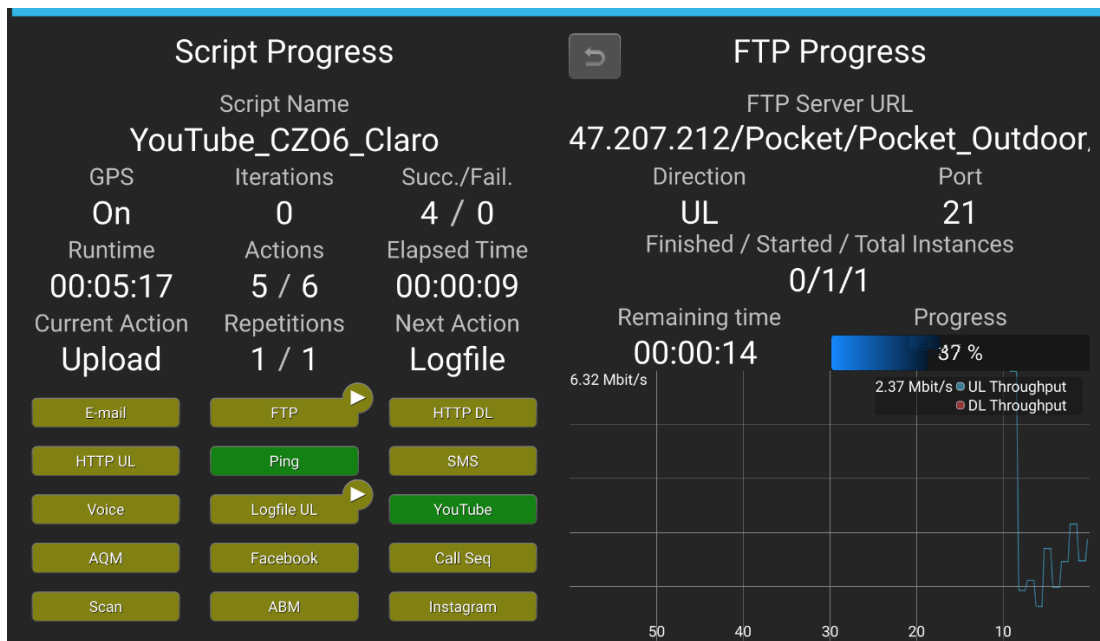 Script Progress
Script Name
YouTube_CZO6_Claro
GPS Iterations Succ./Fail.
On 0 4 / 0
Runtime Actions Elapsed Time
00:05:17 5 / 6 00:00:09
Current Action Repetitions Next Action
Upload 1 / 1 Logfile
E-mail FTP HTTP DL
HTTP UL Ping SMS
Voice Logfile UL YouTube
AQM Facebook Call Seq
Scan ABM Instagram
FTP Progress
FTP Server URL
47.207.212/Pocket/Pocket_Outdoor,
Direction Port
UL 21
Finished / Started / Total Instances
0/1/1
Remaining time Progress
00:00:14 37 %
6.32 Mbit/s
2.37 Mbit/s UL Throughput
DL Throughput
50 40 30 20 10